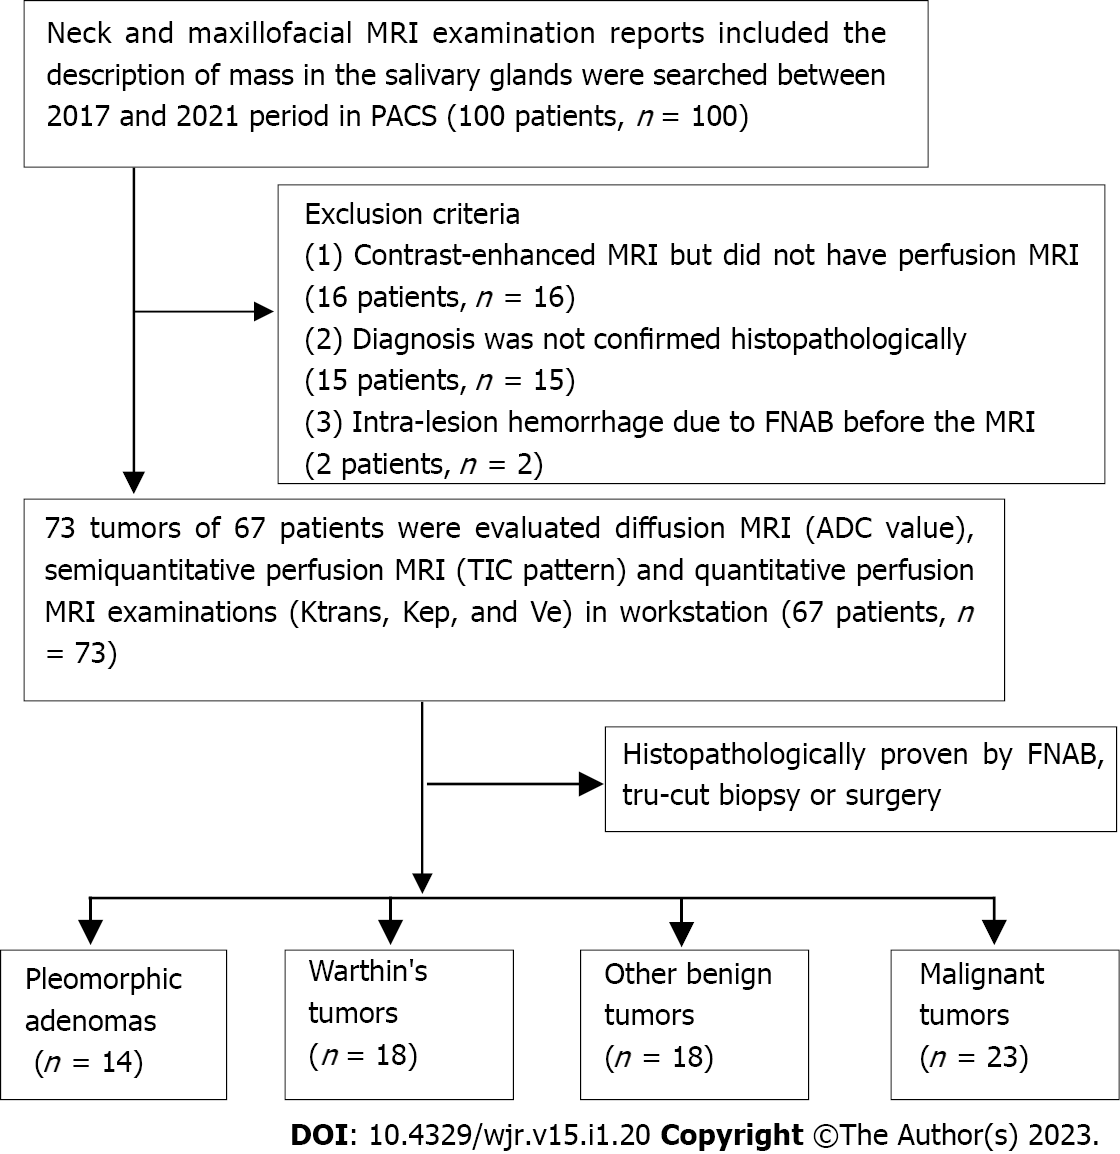 Neck and maxillofacial MRI examination reports included the
description of mass in the salivary glands were searched between
2017 and 2021 period in PACS (100 patients, n = 100)
Exclusion criteria
(1) Contrast-enhanced MRI but did not have perfusion MRI
(16 patients, n = 16)
(2) Diagnosis was not confirmed histopathologically
(15 patients, n = 15)
(3) Intra-lesion hemorrhage due to FNAB before the MRI
(2 patients, n = 2)
73 tumors of 67 patients were evaluated diffusion MRI (ADC value),
semiquantitative perfusion MRI (TIC pattern) and quantitative perfusion
MRI examinations (Ktrans, Kep, and Ve) in workstation (67 patients, n
= 73)
Histopathologically proven by FNAB,
tru-cut biopsy or surgery
Pleomorphic
adenomas
(n = 14)
Warthin's
tumors
(n = 18)
Other benign
tumors
(n = 18)
Malignant
tumors
(n = 23)
DOI: 10.4329/wjr.v15.i1.20 Copyright ©The Author(s) 2023.